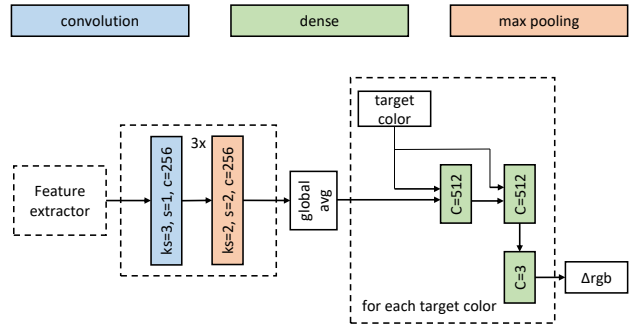 convolution
dense
max pooling
target
color
3x
Feature
extractor
ks=3, s=1, c=256
ks=2, s=2, c=256
global
avg
C=512
C=512
C=3
Δrgb
for each target color